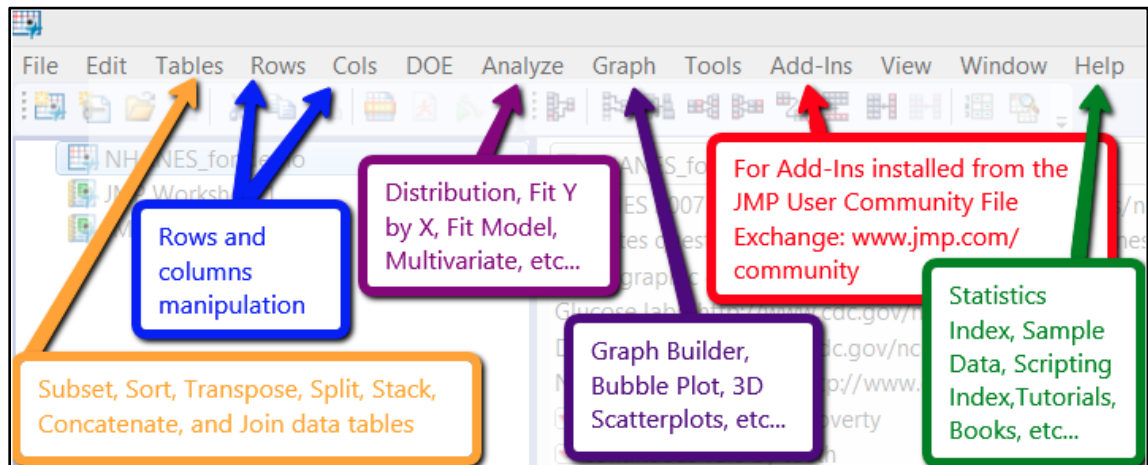 File Edit Tables Rows Cols DOE Analyze Graph Tools Add-Ins View Window Help
Distribution, Fit Y
by X, Fit Model,
Multivariate, etc...
For Add-Ins installed from the
JMP User Community File
Exchange: www.jmp.com/
community
Rows and
columns
manipulation
Statistics
Index, Sample
Data, Scripting
Index,Tutorials,
Books, etc...
Graph Builder,
Bubble Plot, 3D
Scatterplots, etc...
Subset, Sort, Transpose, Split, Stack,
Concatenate, and Join data tables